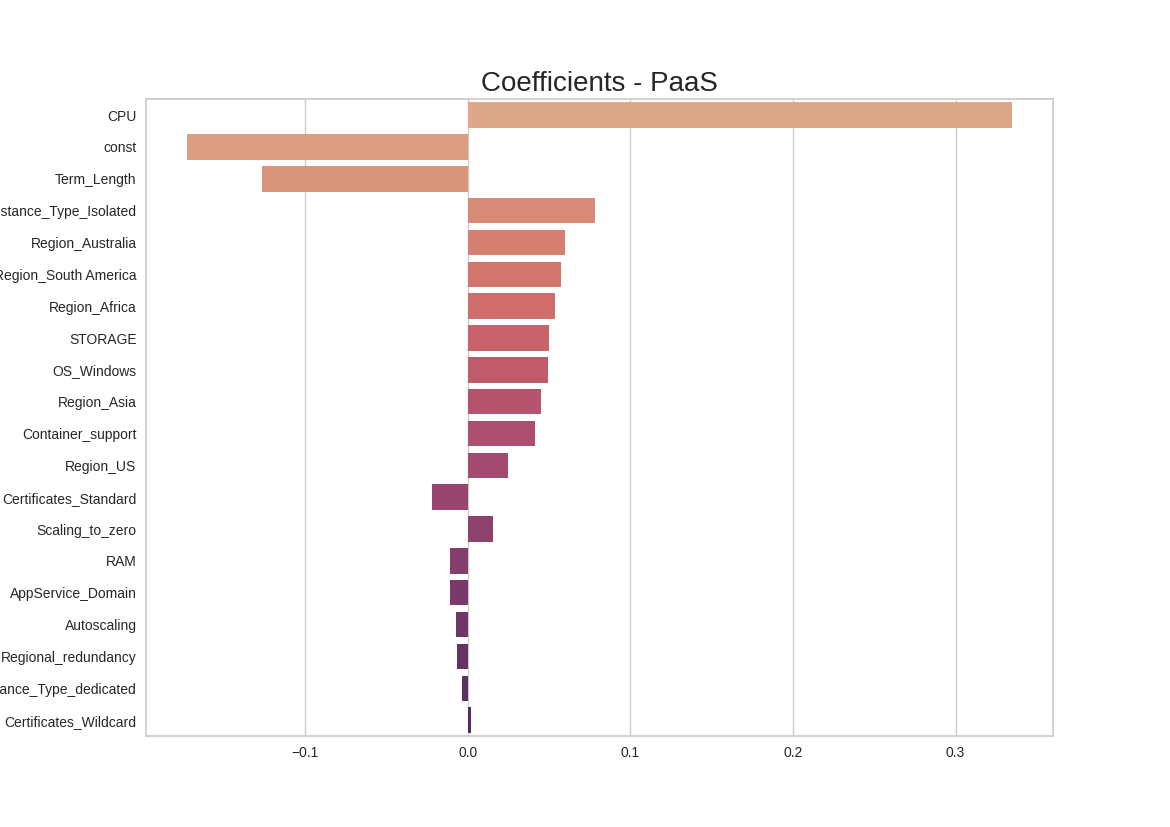 Coefficients - PaaS
CPU
const
Term_Length
stance_Type_Isolated
Region_Australia
Region_South America
Region_Africa
STORAGE
OS_Windows
Region_Asia
Container_support
Region_US
Certificates_Standard
Scaling_to_zero
RAM
AppService_Domain
Autoscaling
Regional_redundancy
ance_Type_dedicated
Certificates_Wildcard
−0.1 0.0 0.1 0.2 0.3